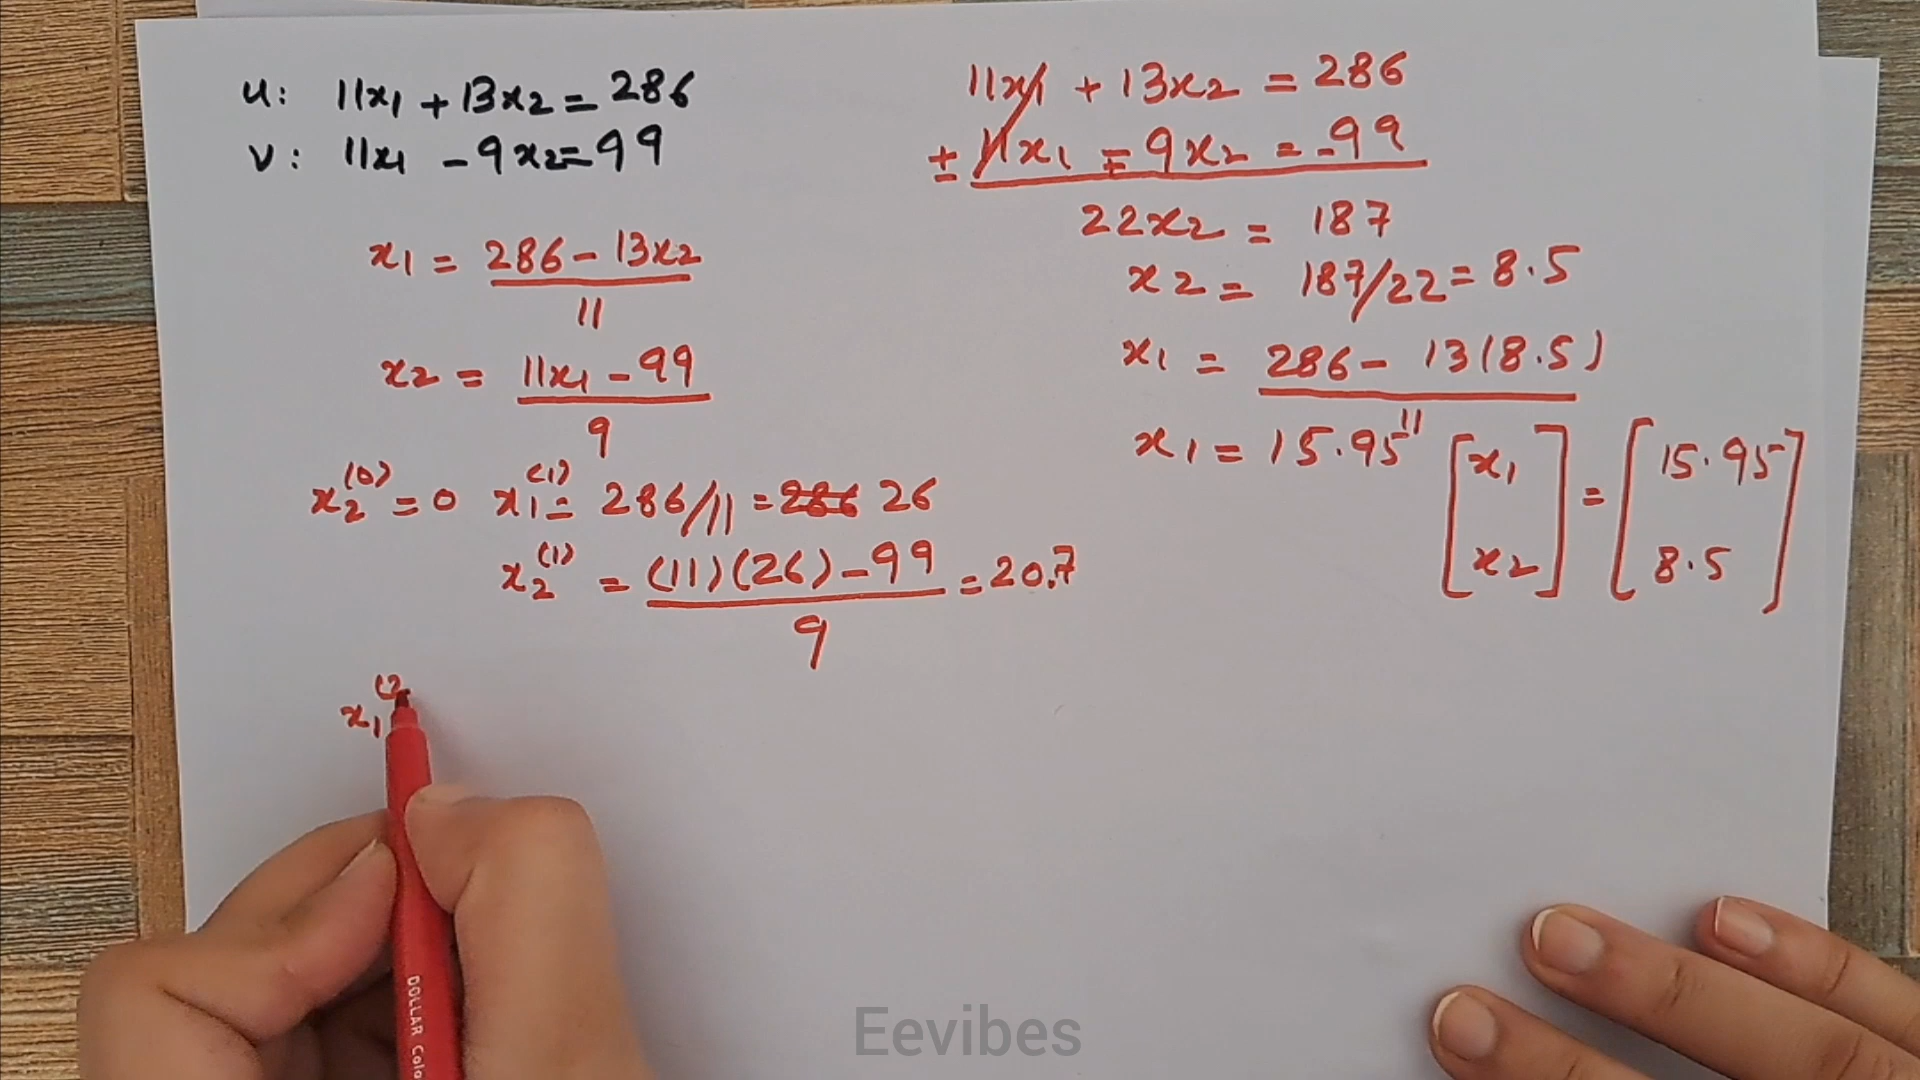 u: 11x1 + 13x2 = 286
v: 11x1 - 9x2 = 99
x1 = 286 - 13x2
11
x2 = 11x1 - 99
9
x2^(0) = 0 x1^(1) = 286/11 = 286 26
x2^(1) = (11)(26) - 99 = 20.7
9
x1^(2
11x1 + 13x2 = 286
± 11x1 ∓ 9x2 = -99
22x2 = 187
x2 = 187/22 = 8.5
x1 = 286 - 13(8.5)
11
x1 = 15.95
[x1 x2] = [15.95 8.5]
DOLLAR Colo
Eevibes